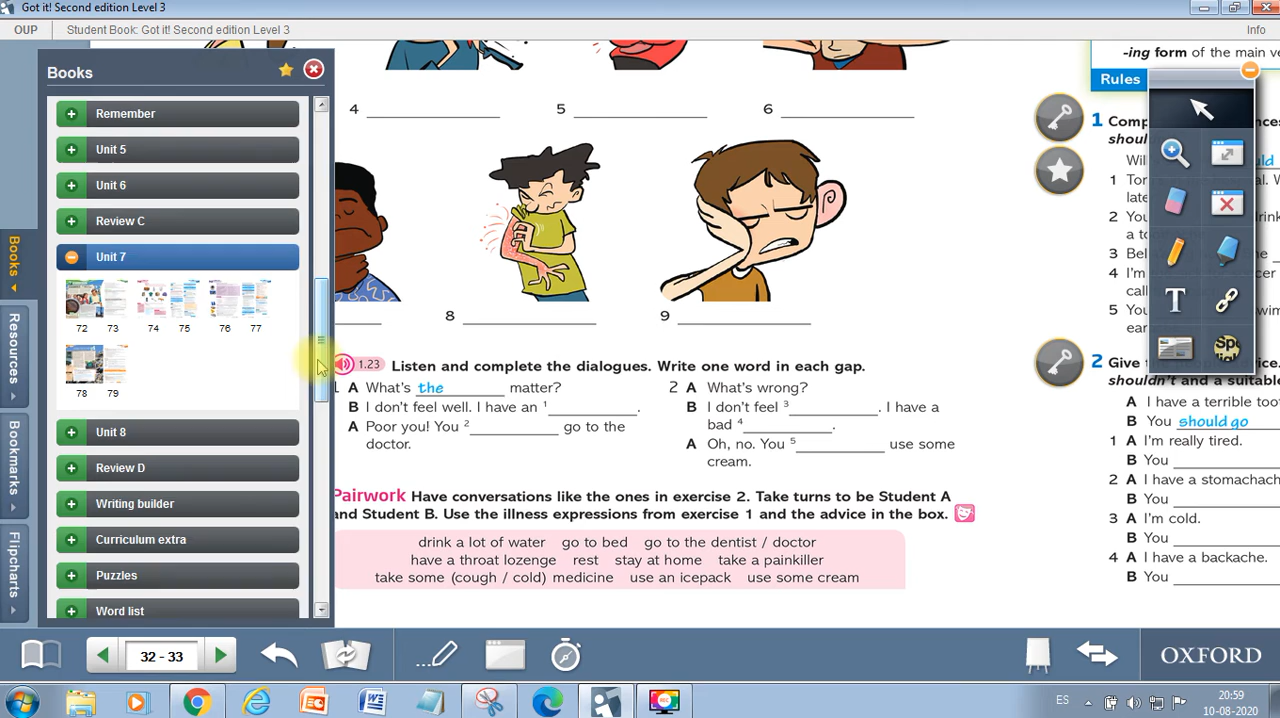 Got it! Second edition Level 3
OUP
Student Book: Got it! Second edition Level 3
Info
Books
Remember
Unit 5
Unit 6
Review C
Unit 7
72 73 74 75 76 77
78 79
Unit 8
Review D
Writing builder
Curriculum extra
Puzzles
Word list
Books
Resources
Bookmarks
Flipcharts
4 5 6
8 9
1.23 Listen and complete the dialogues. Write one word in each gap.
1 A What's the matter?
B I don't feel well. I have an 1
A Poor you! You 2 go to the
doctor.
2 A What's wrong?
B I don't feel 3 . I have a
bad 4 .
A Oh, no. You 5 use some
cream.
Pairwork Have conversations like the ones in exercise 2. Take turns to be Student A
and Student B. Use the illness expressions from exercise 1 and the advice in the box.
drink a lot of water go to bed go to the dentist / doctor
have a throat lozenge rest stay at home take a painkiller
take some (cough / cold) medicine use an icepack use some cream
-ing form of the main
Rules
1
1
2
3
4 I'm
5 You
2
A I have a terrible
B You should go
1 A I'm really tired.
B You
2 A I have a
B You
3 A I'm cold.
B You
4 A I have a backache.
B You
T
32 - 33
OXFORD
ES
20:59
10-08-2020